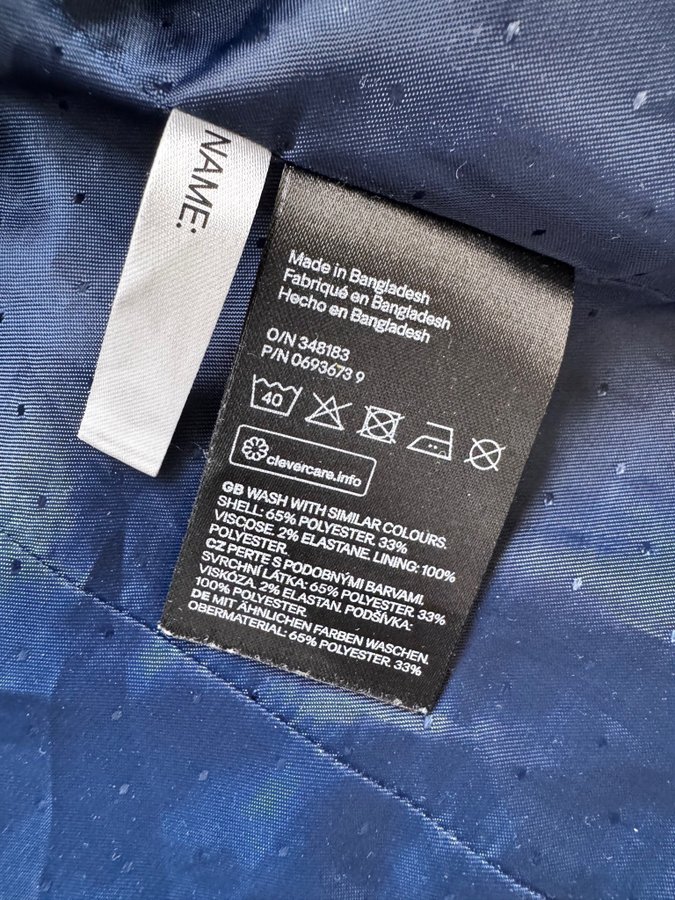 NAME:
Made in Bangladesh
Fabriqué en Bangladesh
Hecho en Bangladesh
O/N 348183
P/N 0693673 9
40
clevercare.info
GB WASH WITH SIMILAR COLOURS.
SHELL: 65% POLYESTER. 33%
VISCOSE. 2% ELASTANE. LINING: 100%
POLYESTER.
CZ PERTE S PODOBNÝMI BARVAMI.
SVRCHNÍ LÁTKA: 65% POLYESTER. 33%
VISKÓZA. 2% ELASTAN. PODŠÍVKA:
100% POLYESTER.
DE MIT ÄHNLICHEN FARBEN WASCHEN.
OBERMATERIAL: 65% POLYESTER. 33%